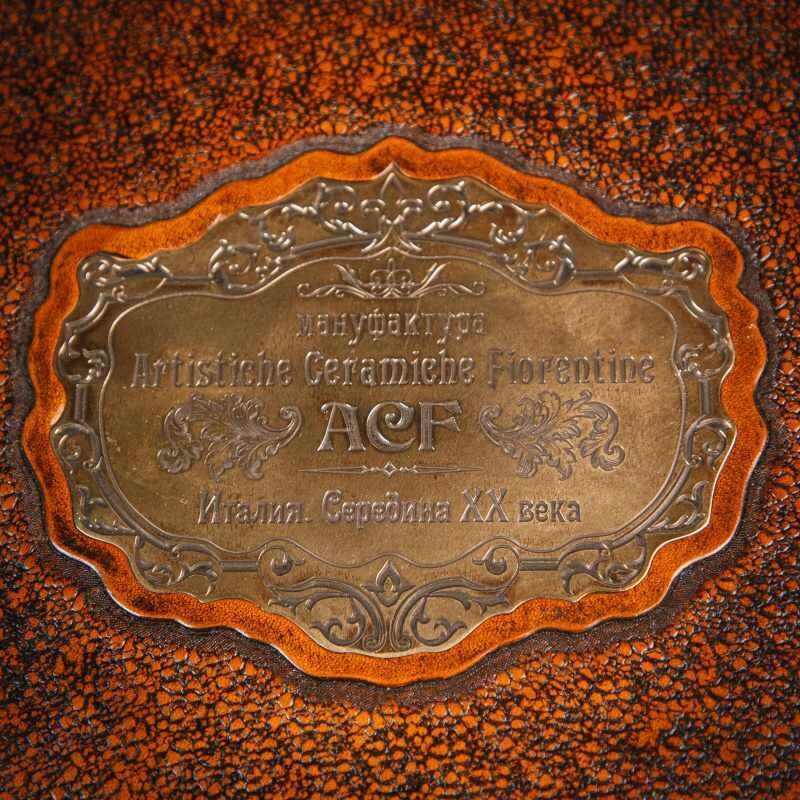 мануфактура
Artistiche Ceramiche Fiorentine
ACF
Италия. Середина XX века